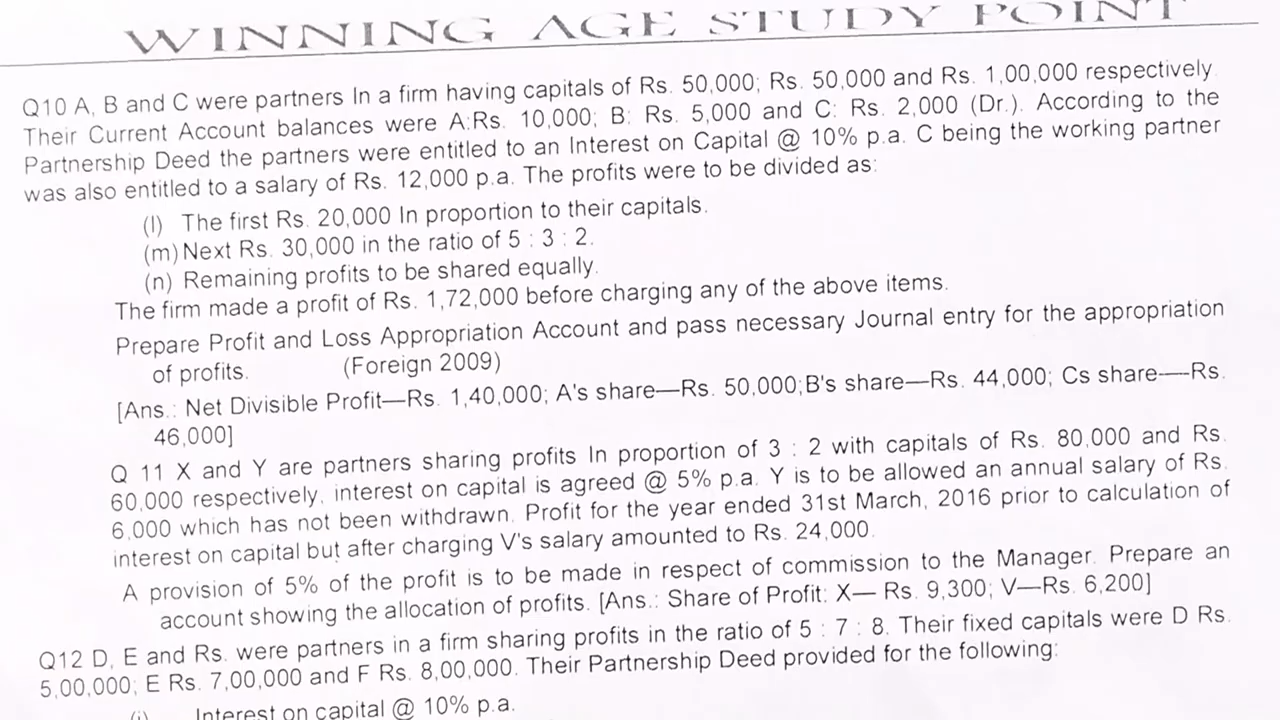 WINNING AGE STUDY POINT
Q10 A, B and C were partners In a firm having capitals of Rs. 50,000; Rs. 50,000 and Rs. 1,00,000 respectively.
Their Current Account balances were A:Rs. 10,000; B: Rs. 5,000 and C: Rs. 2,000 (Dr.). According to the
Partnership Deed the partners were entitled to an Interest on Capital @ 10% p.a. C being the working partner
was also entitled to a salary of Rs. 12,000 p.a. The profits were to be divided as:
(l) The first Rs. 20,000 In proportion to their capitals.
(m) Next Rs. 30,000 in the ratio of 5 : 3 : 2.
(n) Remaining profits to be shared equally.
The firm made a profit of Rs. 1,72,000 before charging any of the above items.
Prepare Profit and Loss Appropriation Account and pass necessary Journal entry for the appropriation
of profits. (Foreign 2009)
[Ans.: Net Divisible Profit—Rs. 1,40,000; A's share—Rs. 50,000;B's share—Rs. 44,000; Cs share—-Rs.
46,000]
Q 11 X and Y are partners sharing profits In proportion of 3 : 2 with capitals of Rs. 80,000 and Rs.
60,000 respectively, interest on capital is agreed @ 5% p.a. Y is to be allowed an annual salary of Rs.
6,000 which has not been withdrawn. Profit for the year ended 31st March, 2016 prior to calculation of
interest on capital but after charging V's salary amounted to Rs. 24,000.
A provision of 5% of the profit is to be made in respect of commission to the Manager. Prepare an
account showing the allocation of profits. [Ans.: Share of Profit: X— Rs. 9,300; V—Rs. 6,200]
Q12 D, E and Rs. were partners in a firm sharing profits in the ratio of 5 : 7 : 8. Their fixed capitals were D Rs.
5,00,000; E Rs. 7,00,000 and F Rs. 8,00,000. Their Partnership Deed provided for the following:
(i) Interest on capital @ 10% p.a.